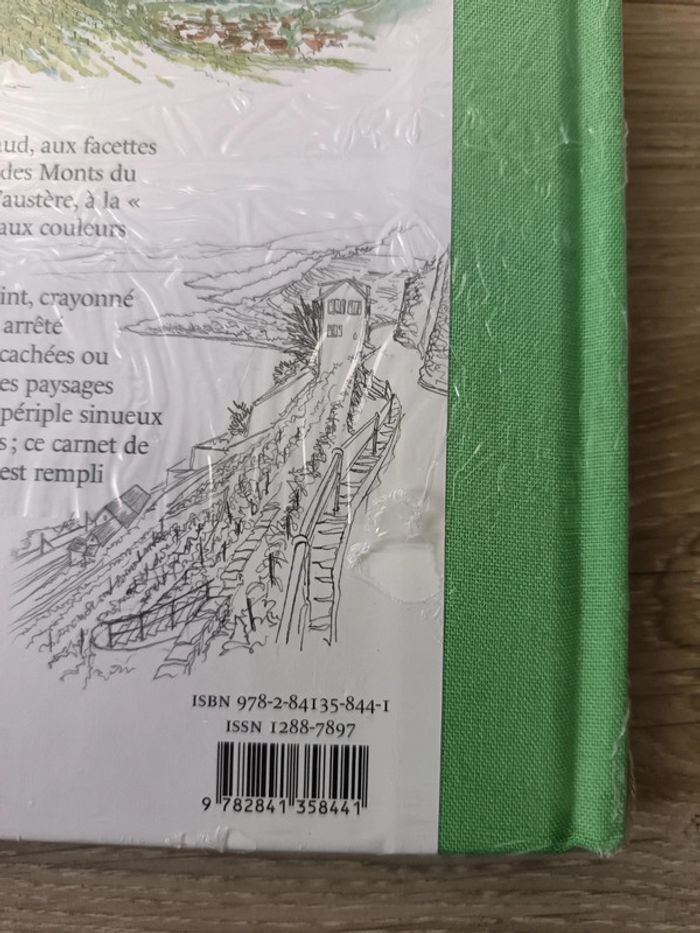 aud, aux facettes
des Monts du
'austère, à la «
aux couleurs
int, crayonné
arrêté
cachées ou
es paysages
périple sinueux
s ; ce carnet de
est rempli
ISBN 978-2-84135-844-1
ISSN 1288-7897
9 782841 358441